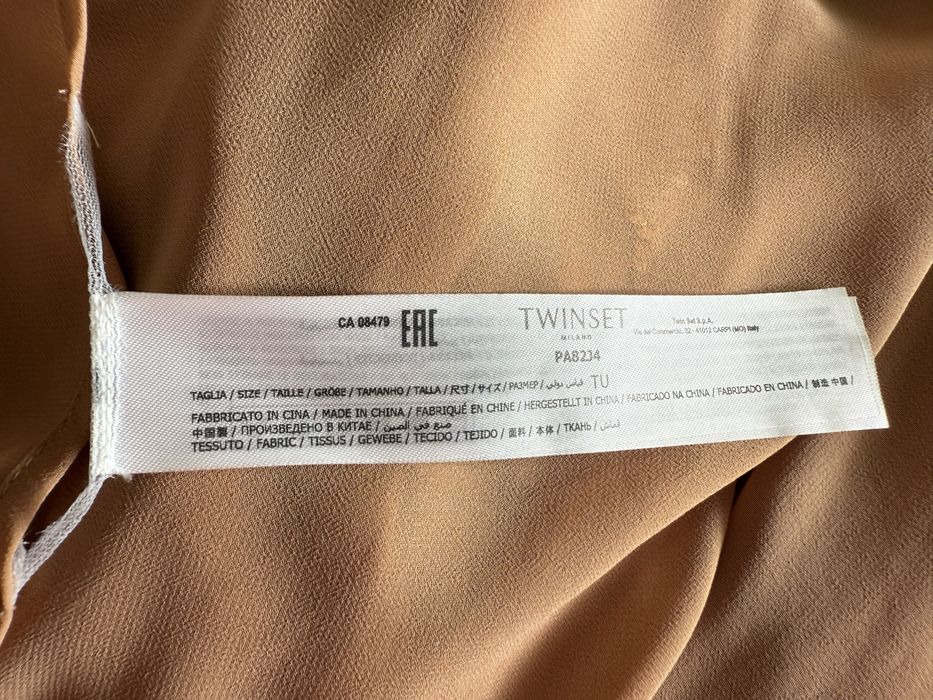 CA 08479
EAC
TWINSET
MILANO
Twin Set S.p.A.
Via del Commercio, 32 - 41012 CARPI (MO) Italy
PA82J4
TAGLIA / SIZE / TAILLE / GRÖBE / TAMANHO / TALLA / 尺寸 / サイズ / РАЗМЕР / قياس دولي / TU
FABBRICATO IN CINA / MADE IN CHINA / FABRIQUÉ EN CHINE / HERGESTELLT IN CHINA / FABRICADO NA CHINA / FABRICADO EN CHINA / 制造 中国 /
中国製 / ПРОИЗВЕДЕНО В КИТАЕ / صنع في الصين
TESSUTO / FABRIC / TISSUS / GEWEBE / TECIDO / TEJIDO / 面料 / 本体 / ТКАНЬ / قماش